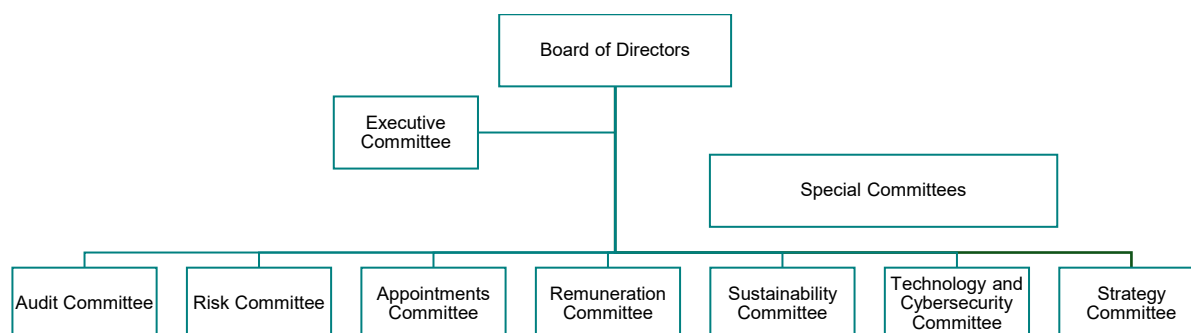 Board of Directors
Executive
Committee
Special Committees
Audit Committee
Risk Committee
Appointments
Committee
Remuneration
Committee
Sustainability
Committee
Technology and
Cybersecurity
Committee
Strategy
Committee